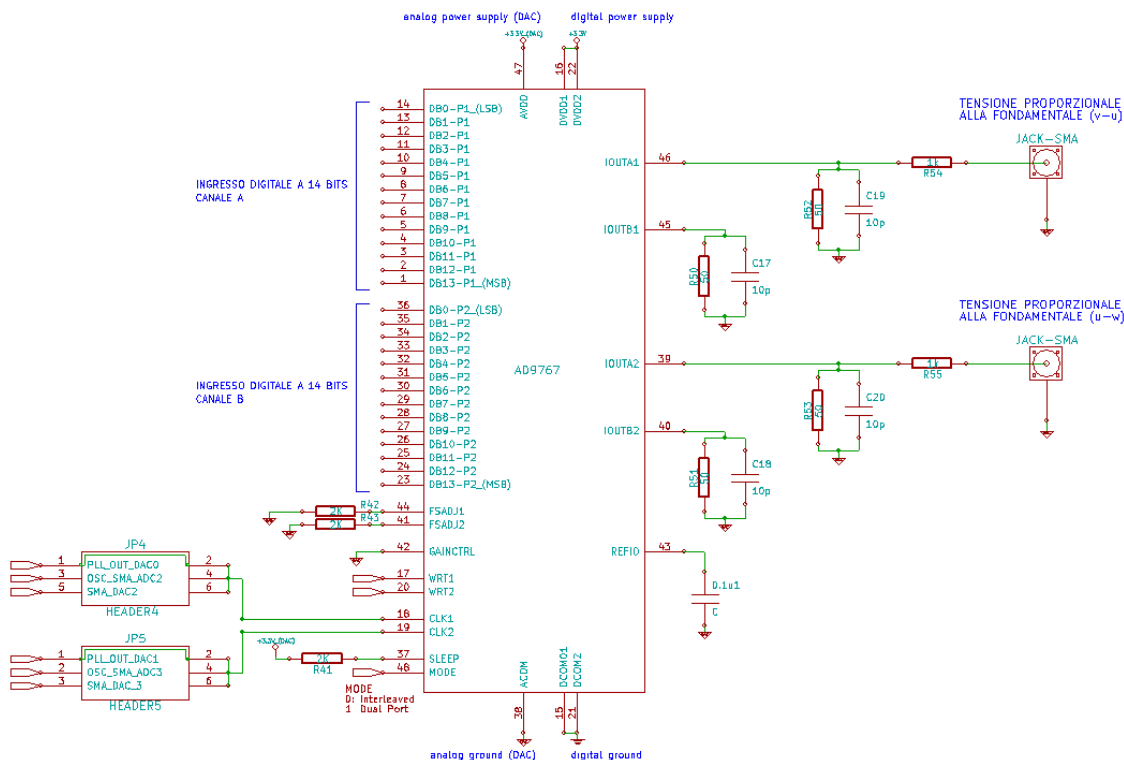 analog power supply (DAC)
digital power supply
+3.3V_(DAC)
+3.3V
47
16
22
AVDD
DVDD1
DVDD2
14 DB0-P1_(LSB)
13 DB1-P1
12 DB2-P1
11 DB3-P1
10 DB4-P1
9 DB5-P1
8 DB6-P1
7 DB7-P1
6 DB8-P1
5 DB9-P1
4 DB10-P1
3 DB11-P1
2 DB12-P1
1 DB13-P1_(MSB)
INGRESSO DIGITALE A 14 BITS
CANALE A
36 DB0-P2_(LSB)
35 DB1-P2
34 DB2-P2
33 DB3-P2
32 DB4-P2
31 DB5-P2
30 DB6-P2
29 DB7-P2
28 DB8-P2
27 DB9-P2
26 DB10-P2
25 DB11-P2
24 DB12-P2
23 DB13-P2_(MSB)
INGRESSO DIGITALE A 14 BITS
CANALE B
AD9767
R42
2K
44 FSADJ1
R43
2K
41 FSADJ2
42 GAINCTRL
17 WRT1
20 WRT2
18 CLK1
19 CLK2
37 SLEEP
48 MODE
+3.3V_(DAC)
2K
R41
MODE
0: Interleaved
1 Dual Port
JP4
1 PLL_OUT_DAC0 2
3 OSC_SMA_ADC2 4
5 SMA_DAC2 6
HEADER4
JP5
1 PLL_OUT_DAC1 2
2 OSC_SMA_ADC3 4
3 SMA_DAC_3 6
HEADER5
IOUTA1 46
IOUTB1 45
IOUTA2 39
IOUTB2 40
REFIO 43
TENSIONE PROPORZIONALE
ALLA FONDAMENTALE (v-u)
JACK-SMA
1k
R54
R52
50
C19
10p
R50
50
C17
10p
TENSIONE PROPORZIONALE
ALLA FONDAMENTALE (u-w)
JACK-SMA
1k
R55
R53
50
C20
10p
R51
50
C18
10p
0.1u1
C
ACOM
DCOM01
DCOM2
38
15
21
analog ground (DAC)
digital ground